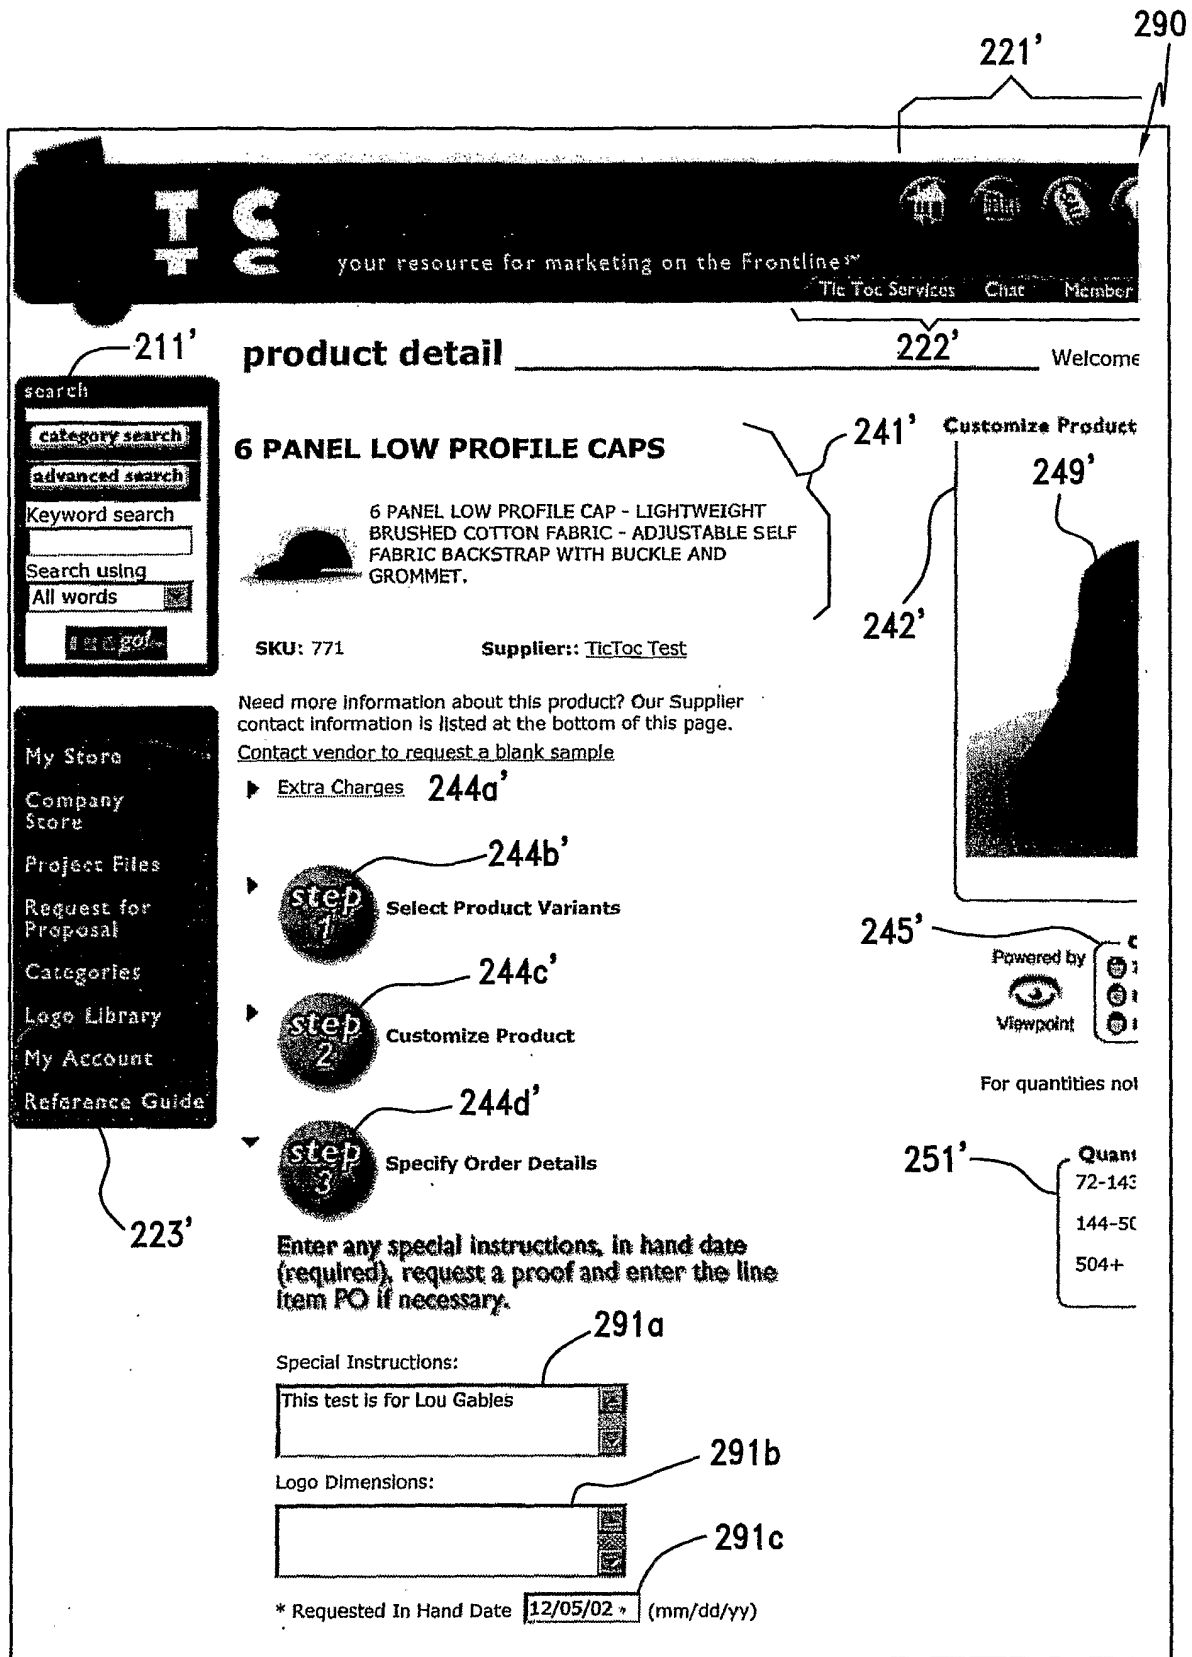 290
221'
T C
T C
your resource for marketing on the Frontline℠
Tic Toc Services Chat Member
211'
product detail
222'
Welcome
search
category search
advanced search
Keyword search
Search using
All words
go!
6 PANEL LOW PROFILE CAPS
241'
Customize Product
249'
6 PANEL LOW PROFILE CAP - LIGHTWEIGHT
BRUSHED COTTON FABRIC - ADJUSTABLE SELF
FABRIC BACKSTRAP WITH BUCKLE AND
GROMMET.
242'
SKU: 771 Supplier:: TicToc Test
Need more information about this product? Our Supplier
contact information is listed at the bottom of this page.
Contact vendor to request a blank sample
Extra Charges 244a'
My Store
Company
Store
Project Files
Request for
Proposal
Categories
Logo Library
My Account
Reference Guide
223'
244b'
step
1
Select Product Variants
244c'
step
2
Customize Product
244d'
step
3
Specify Order Details
245'
Powered by
Viewpoint
For quantities not
251'
Quant
72-143
144-50
504+
Enter any special instructions, in hand date
(required), request a proof and enter the line
item PO if necessary.
291a
Special Instructions:
This test is for Lou Gables
291b
Logo Dimensions:
291c
* Requested In Hand Date 12/05/02 (mm/dd/yy)